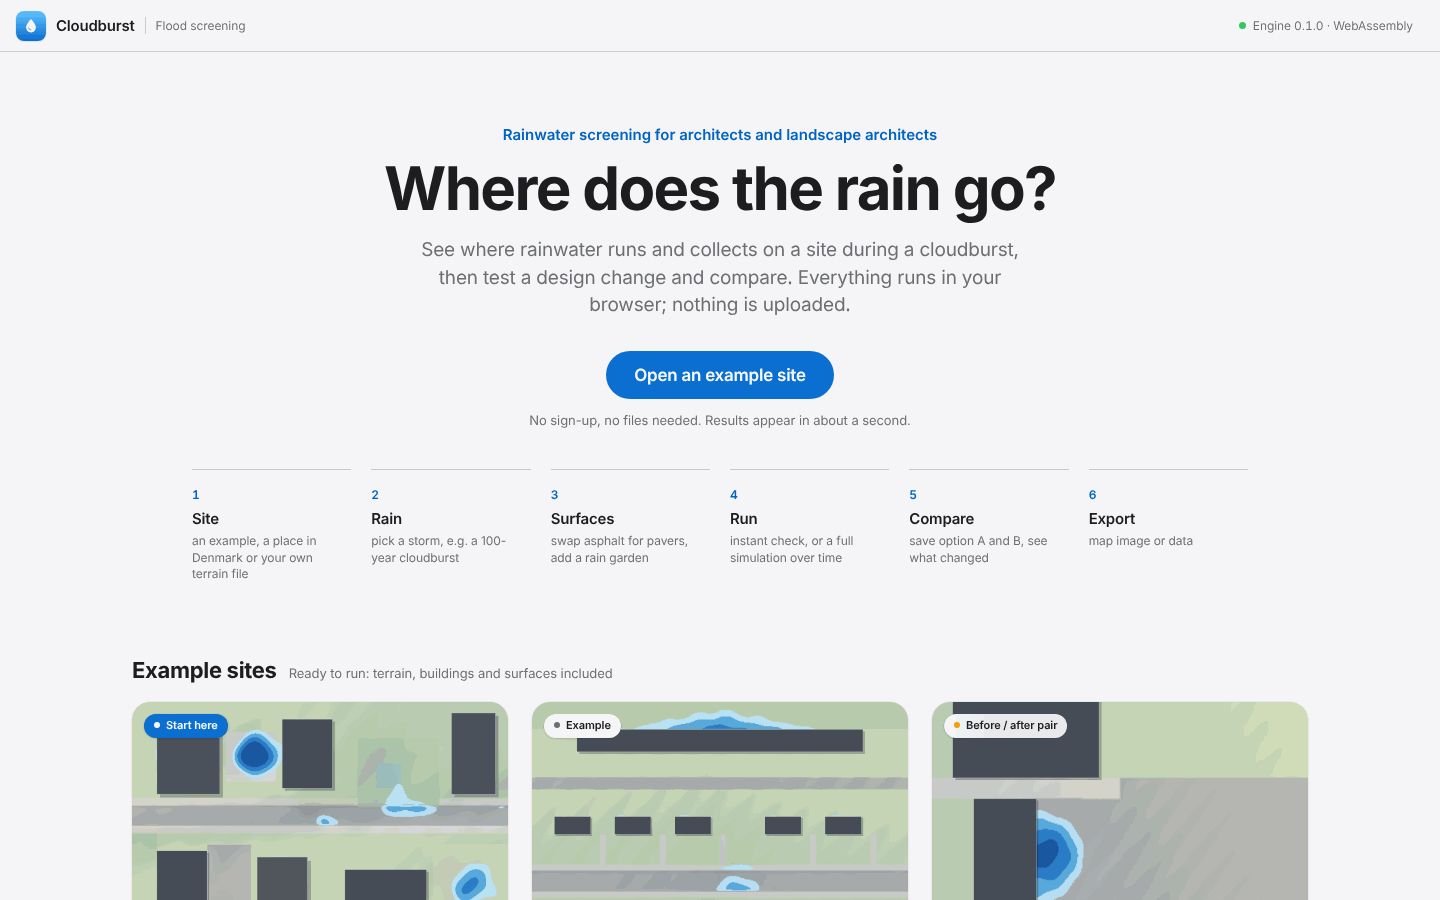 Cloudburst
Flood screening
Engine 0.1.0 · WebAssembly
Rainwater screening for architects and landscape architects
Where does the rain go?
See where rainwater runs and collects on a site during a cloudburst,
then test a design change and compare. Everything runs in your
browser; nothing is uploaded.
Open an example site
No sign-up, no files needed. Results appear in about a second.
1
Site
an example, a place in
Denmark or your own
terrain file
2
Rain
pick a storm, e.g. a 100-
year cloudburst
3
Surfaces
swap asphalt for pavers,
add a rain garden
4
Run
instant check, or a full
simulation over time
5
Compare
save option A and B, see
what changed
6
Export
map image or data
Example sites
Ready to run: terrain, buildings and surfaces included
Start here
Example
Before / after pair